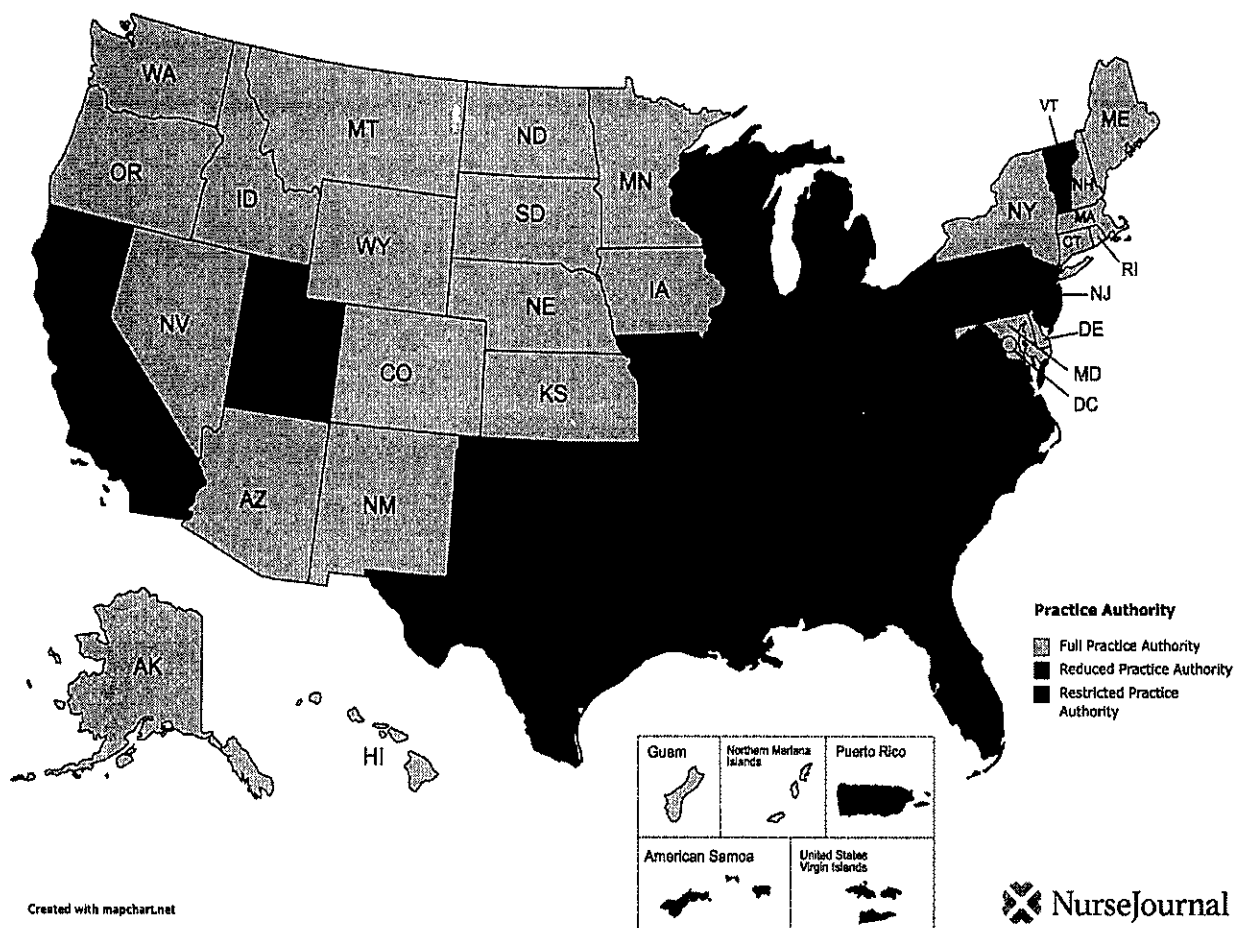 WA
MT
ND
MN
VT
ME
OR
ID
SD
NH
NY
MA
WY
CT
RI
IA
NE
NJ
NV
DE
CO
KS
MD
DC
AZ
NM
Practice Authority
Full Practice Authority
Reduced Practice Authority
Restricted Practice
Authority
AK
HI
Guam
Northern Mariana
Islands
Puerto Rico
American Samoa
United States
Virgin Islands
Created with mapchart.net
NurseJournal